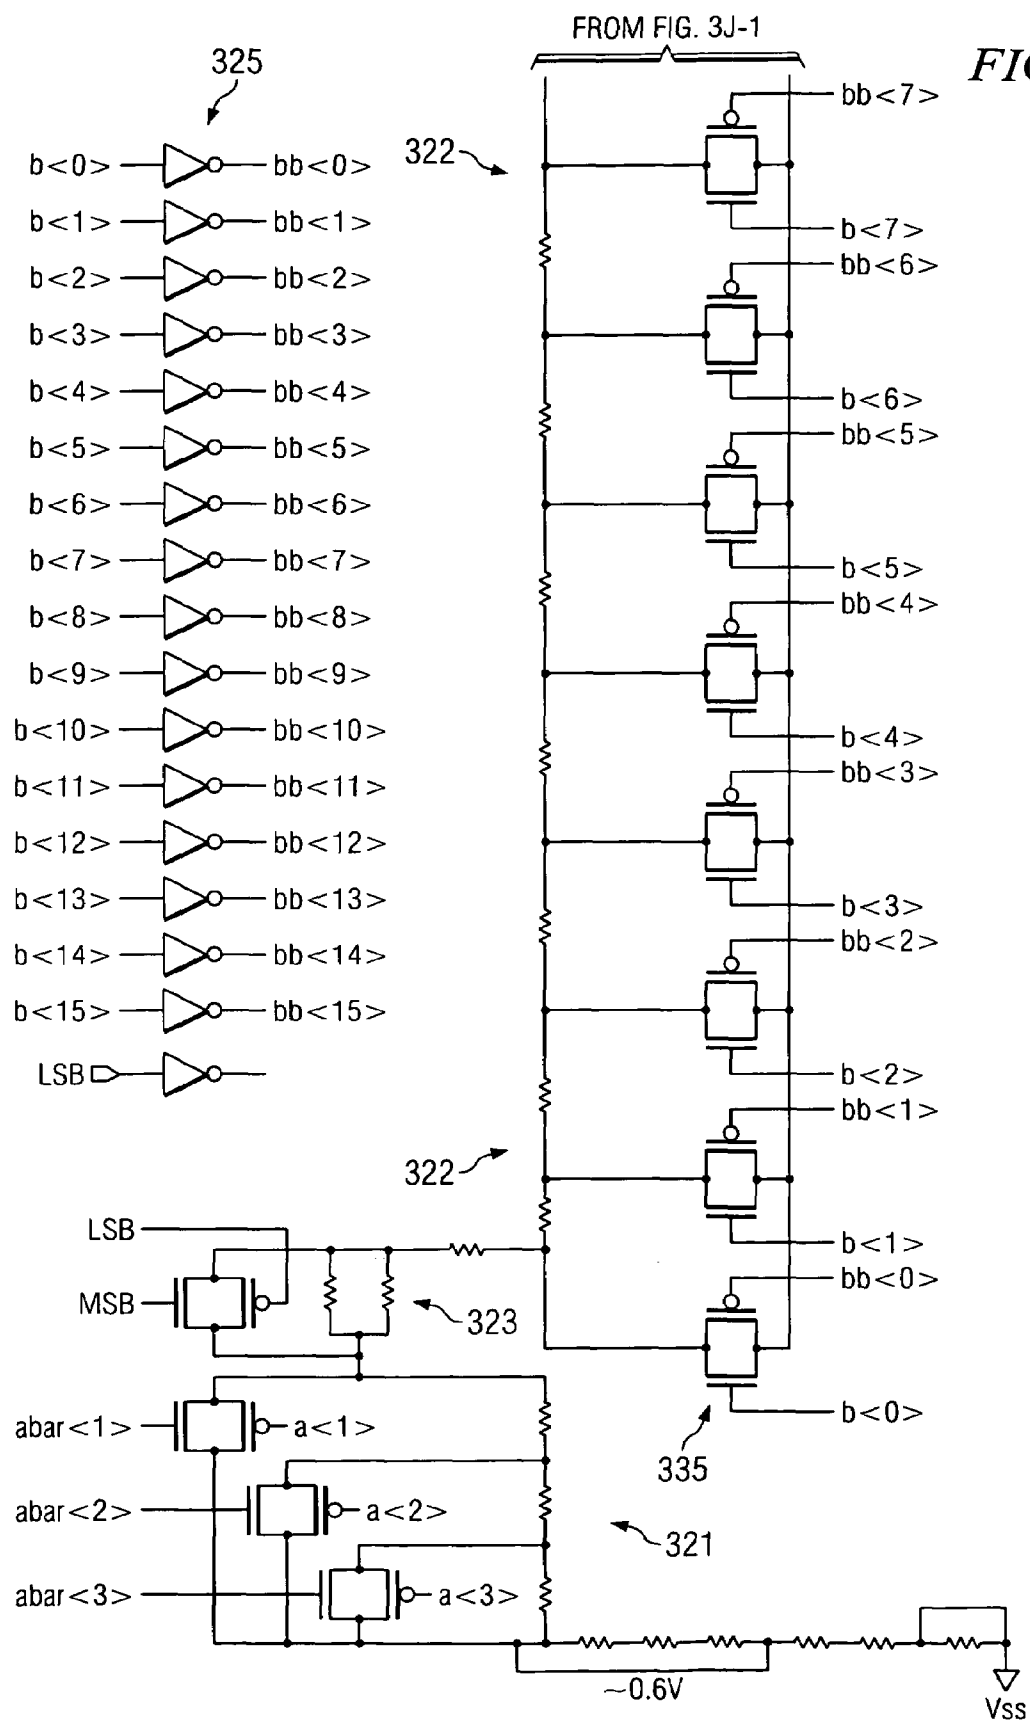 FROM FIG. 3J-1
FIG
325
322
b<0> bb<0>
b<1> bb<1>
b<2> bb<2>
b<3> bb<3>
b<4> bb<4>
b<5> bb<5>
b<6> bb<6>
b<7> bb<7>
b<8> bb<8>
b<9> bb<9>
b<10> bb<10>
b<11> bb<11>
b<12> bb<12>
b<13> bb<13>
b<14> bb<14>
b<15> bb<15>
LSB
bb<7>
b<7>
bb<6>
b<6>
bb<5>
b<5>
bb<4>
b<4>
bb<3>
b<3>
bb<2>
b<2>
bb<1>
b<1>
bb<0>
b<0>
322
335
LSB
MSB
323
abar<1> a<1>
abar<2> a<2>
abar<3> a<3>
321
~0.6V
Vss